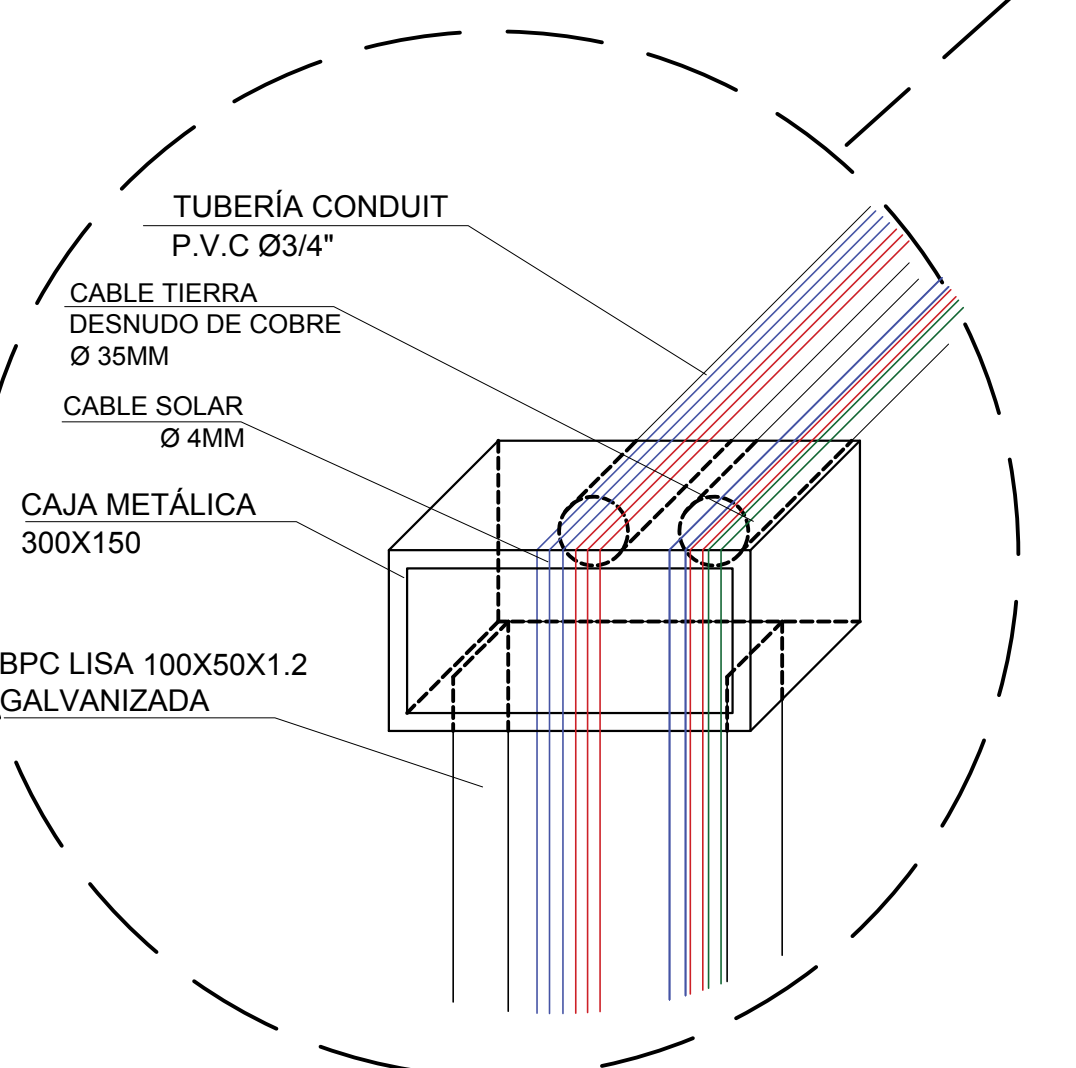 TUBERÍA CONDUIT
P.V.C Ø3/4"
CABLE TIERRA
DESNUDO DE COBRE
Ø 35MM
CABLE SOLAR
Ø 4MM
CAJA METÁLICA
300X150
BPC LISA 100X50X1.2
GALVANIZADA